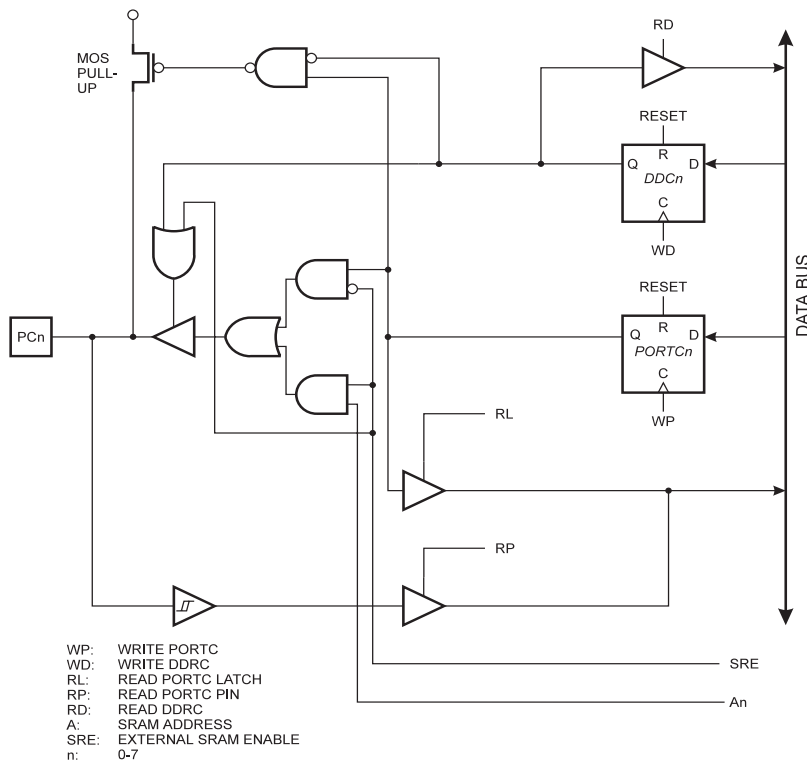 RD
MOS
PULL-
UP
RESET
R
Q
D
DDCn
C
WD
DATA BUS
RESET
R
Q
D
PORTCn
C
WP
PCn
RL
RP
SRE
An
WP: WRITE PORTC
WD: WRITE DDRC
RL: READ PORTC LATCH
RP: READ PORTC PIN
RD: READ DDRC
A: SRAM ADDRESS
SRE: EXTERNAL SRAM ENABLE
n: 0-7